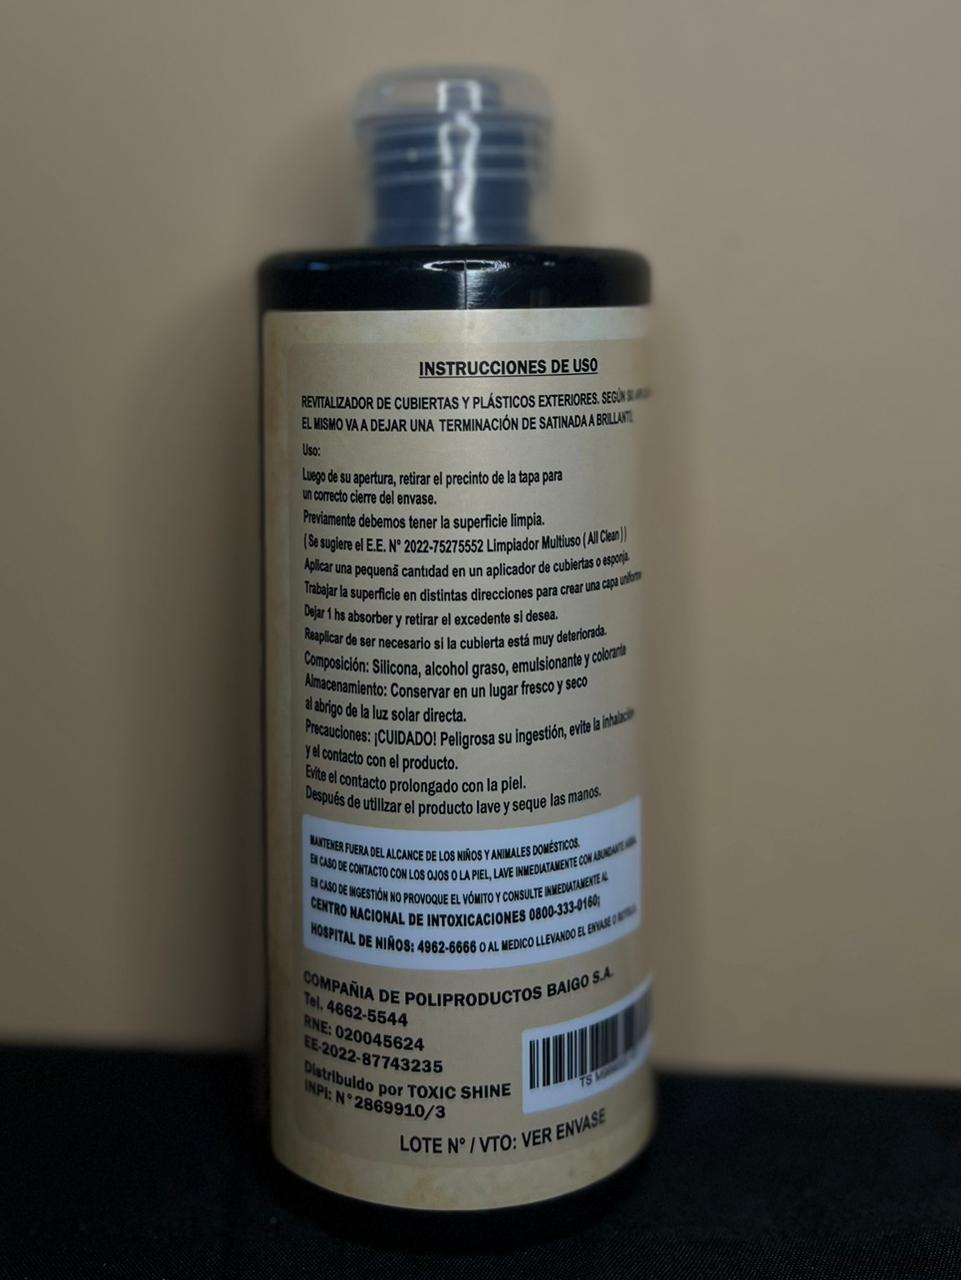 INSTRUCCIONES DE USO
REVITALIZADOR DE CUBIERTAS Y PLÁSTICOS EXTERIORES. SEGÚN SU
EL MISMO VA A DEJAR UNA TERMINACIÓN DE SATINADA A BRILLANTE.
Uso:
Luego de su apertura, retirar el precinto de la tapa para
un correcto cierre del envase.
Previamente debemos tener la superficie limpia.
( Se sugiere el E.E. N° 2022-75275552 Limpiador Multiuso ( All Clean ) )
Aplicar una pequenã cantidad en un aplicador de cubiertas o esponja.
Trabajar la superficie en distintas direcciones para crear una capa uniforme
Dejar 1 hs absorber y retirar el excedente si desea.
Reaplicar de ser necesario si la cubierta está muy deteriorada.
Composición: Silicona, alcohol graso, emulsionante y colorante
Almacenamiento: Conservar en un lugar fresco y seco
al abrigo de la luz solar directa.
Precauciones: ¡CUIDADO! Peligrosa su ingestión, evite la inhalación
y el contacto con el producto.
Evite el contacto prolongado con la piel.
Después de utilizar el producto lave y seque las manos.
MANTENER FUERA DEL ALCANCE DE LOS NIÑOS Y ANIMALES DOMÉSTICOS.
EN CASO DE CONTACTO CON LOS OJOS O LA PIEL, LAVE INMEDIATAMENTE CON ABUNDANTE AGUA.
EN CASO DE INGESTIÓN NO PROVOQUE EL VÓMITO Y CONSULTE INMEDIATAMENTE AL
CENTRO NACIONAL DE INTOXICACIONES 0800-333-0160;
HOSPITAL DE NIÑOS: 4962-6666 O AL MEDICO LLEVANDO EL ENVASE O RÓTULO.
COMPAÑIA DE POLIPRODUCTOS BAIGO S.A.
Tel. 4662-5544
RNE: 020045624
EE-2022-87743235
Distribuido por TOXIC SHINE
INPI: N°2869910/3
TS
LOTE Nº / VTO: VER ENVASE